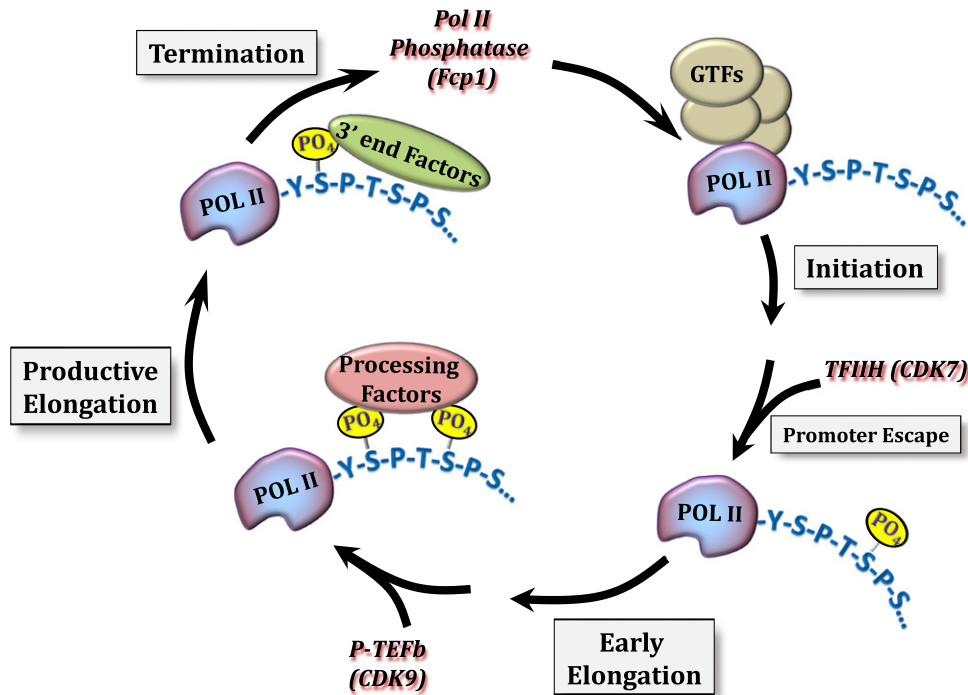 Termination
Pol II
Phosphatase
(Fcp1)
GTFs
POL II
-Y-S-P-T-S-P-S...
Initiation
TFIIH (CDK7)
Promoter Escape
POL II
-Y-S-P-T-S-P-S...
PO4
Early
Elongation
P-TEFb
(CDK9)
Processing
Factors
PO4
PO4
POL II
-Y-S-P-T-S-P-S...
Productive
Elongation
PO4
3' end Factors
POL II
-Y-S-P-T-S-P-S...